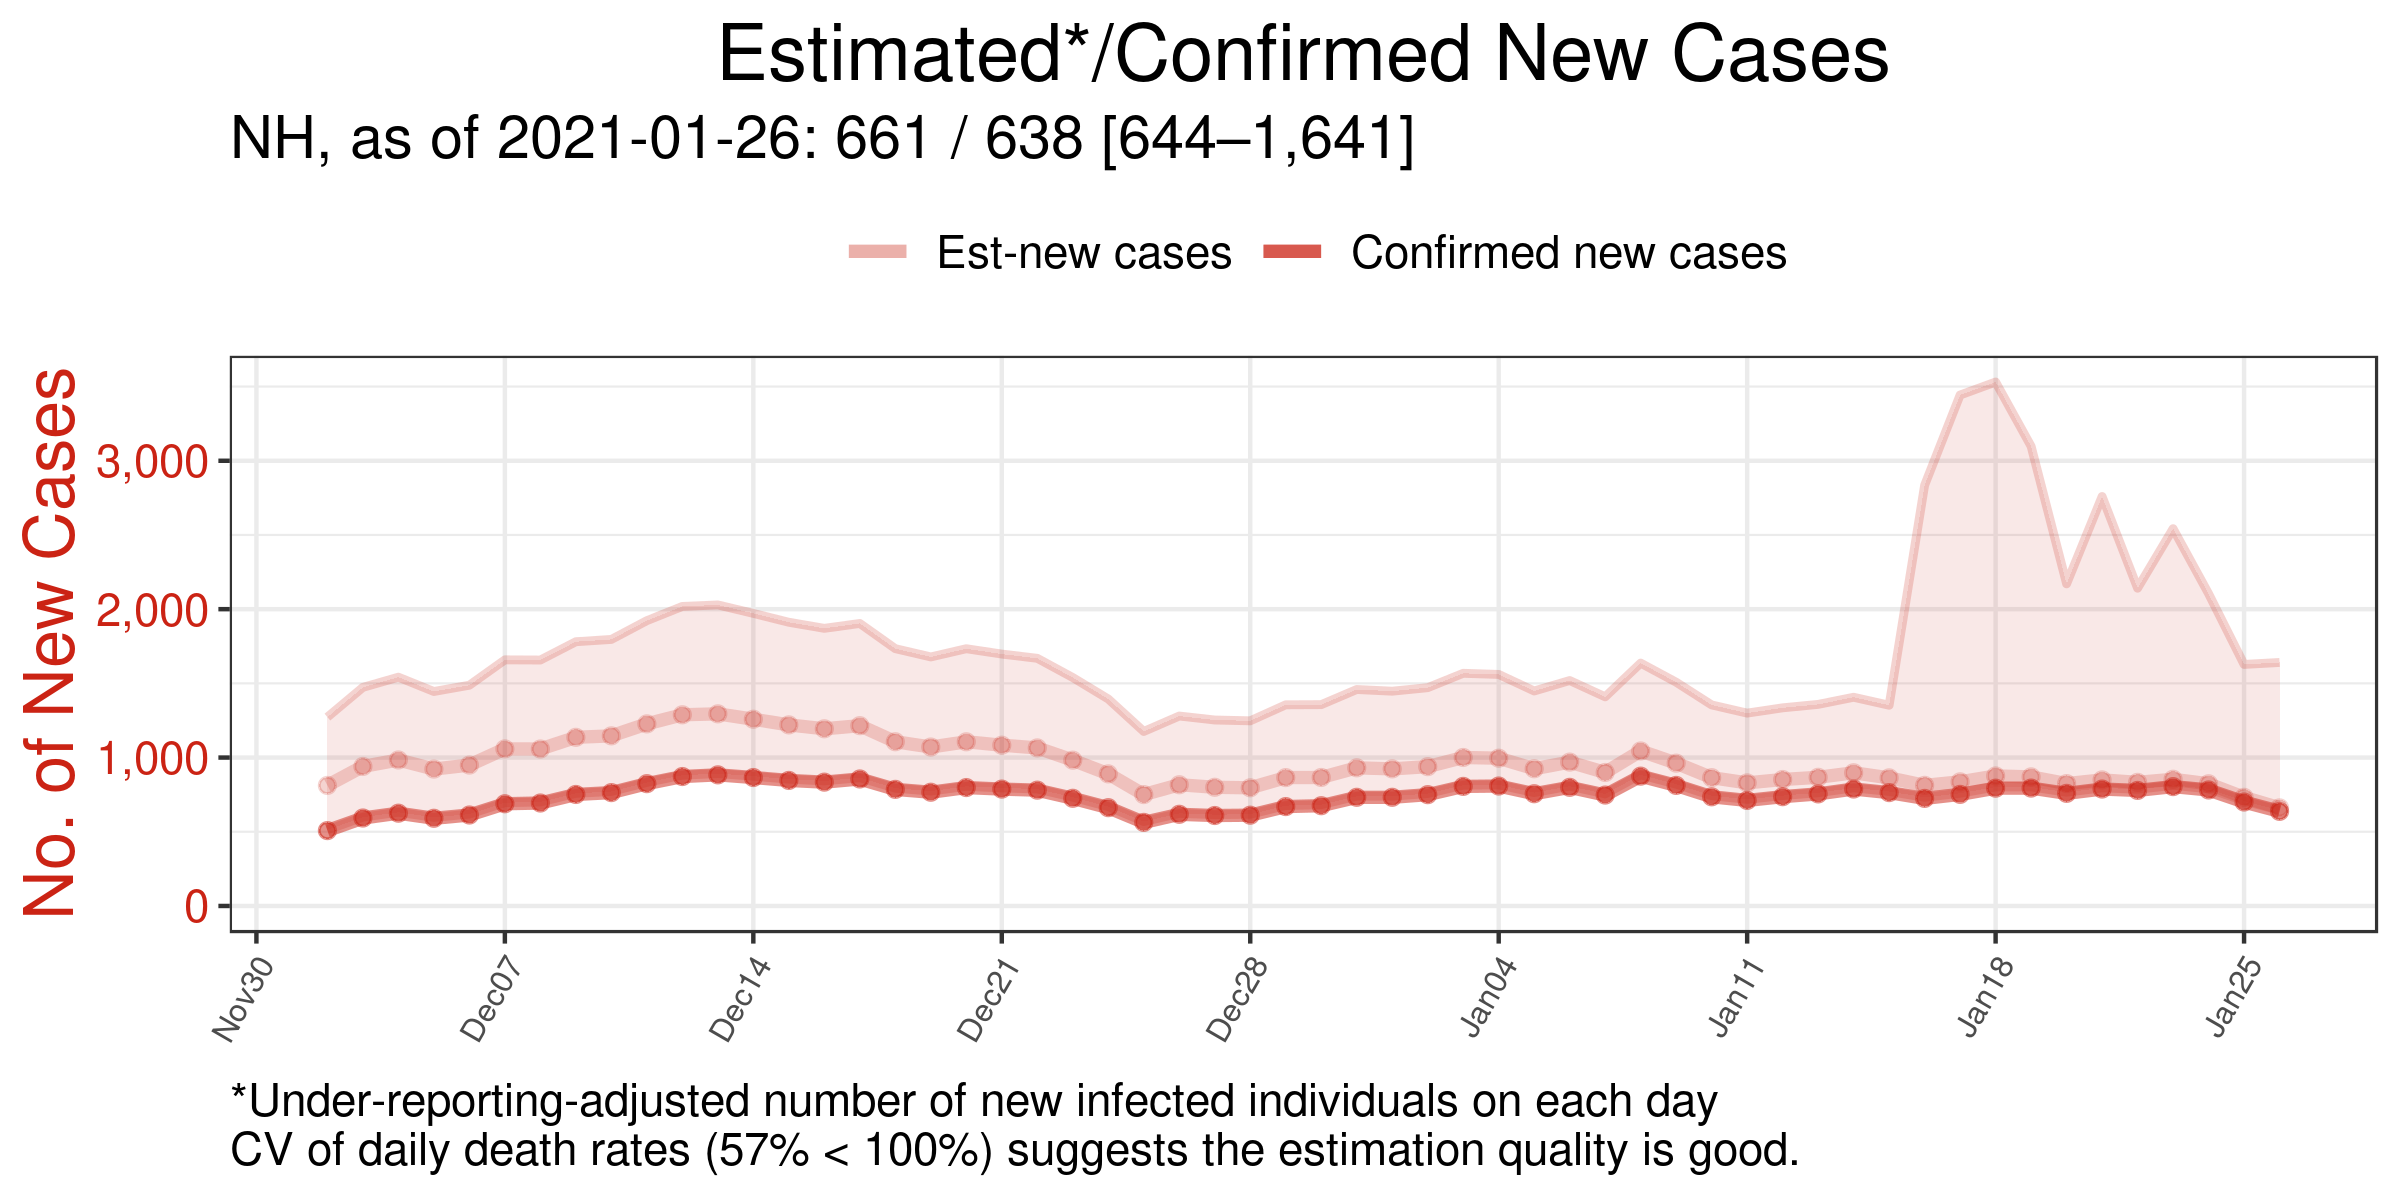 Estimated*/Confirmed New Cases
NH, as of 2021-01-26: 661 / 638 [644–1,641]
Est-new cases
Confirmed new cases
No. of New Cases
3,000
2,000
1,000
0
Nov30
Dec07
Dec14
Dec21
Dec28
Jan04
Jan11
Jan18
Jan25
*Under-reporting-adjusted number of new infected individuals on each day
CV of daily death rates (57% < 100%) suggests the estimation quality is good.